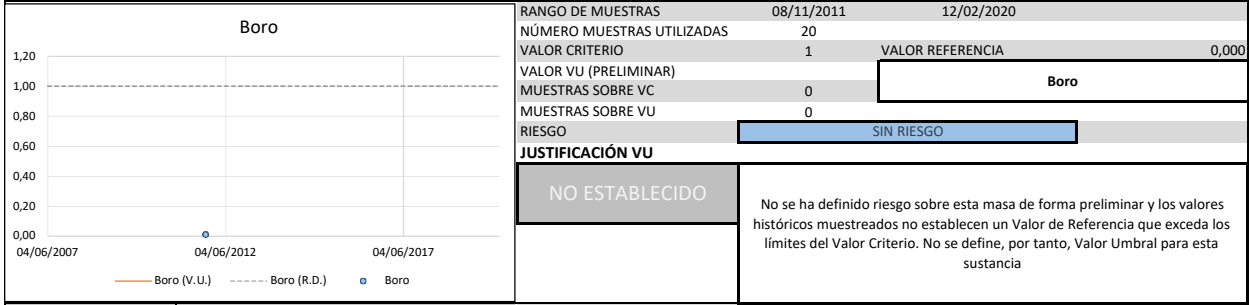 Boro
1,20
1,00
0,80
0,60
0,40
0,20
0,00
04/06/2007 04/06/2012 04/06/2017
Boro (V.U.) Boro (R.D.) Boro
RANGO DE MUESTRAS 08/11/2011 12/02/2020
NÚMERO MUESTRAS UTILIZADAS 20
VALOR CRITERIO 1 VALOR REFERENCIA 0,000
VALOR VU (PRELIMINAR)
Boro
MUESTRAS SOBRE VC 0
MUESTRAS SOBRE VU 0
RIESGO SIN RIESGO
JUSTIFICACIÓN VU
NO ESTABLECIDO
No se ha definido riesgo sobre esta masa de forma preliminar y los valores
históricos muestreados no establecen un Valor de Referencia que exceda los
límites del Valor Criterio. No se define, por tanto, Valor Umbral para esta
sustancia